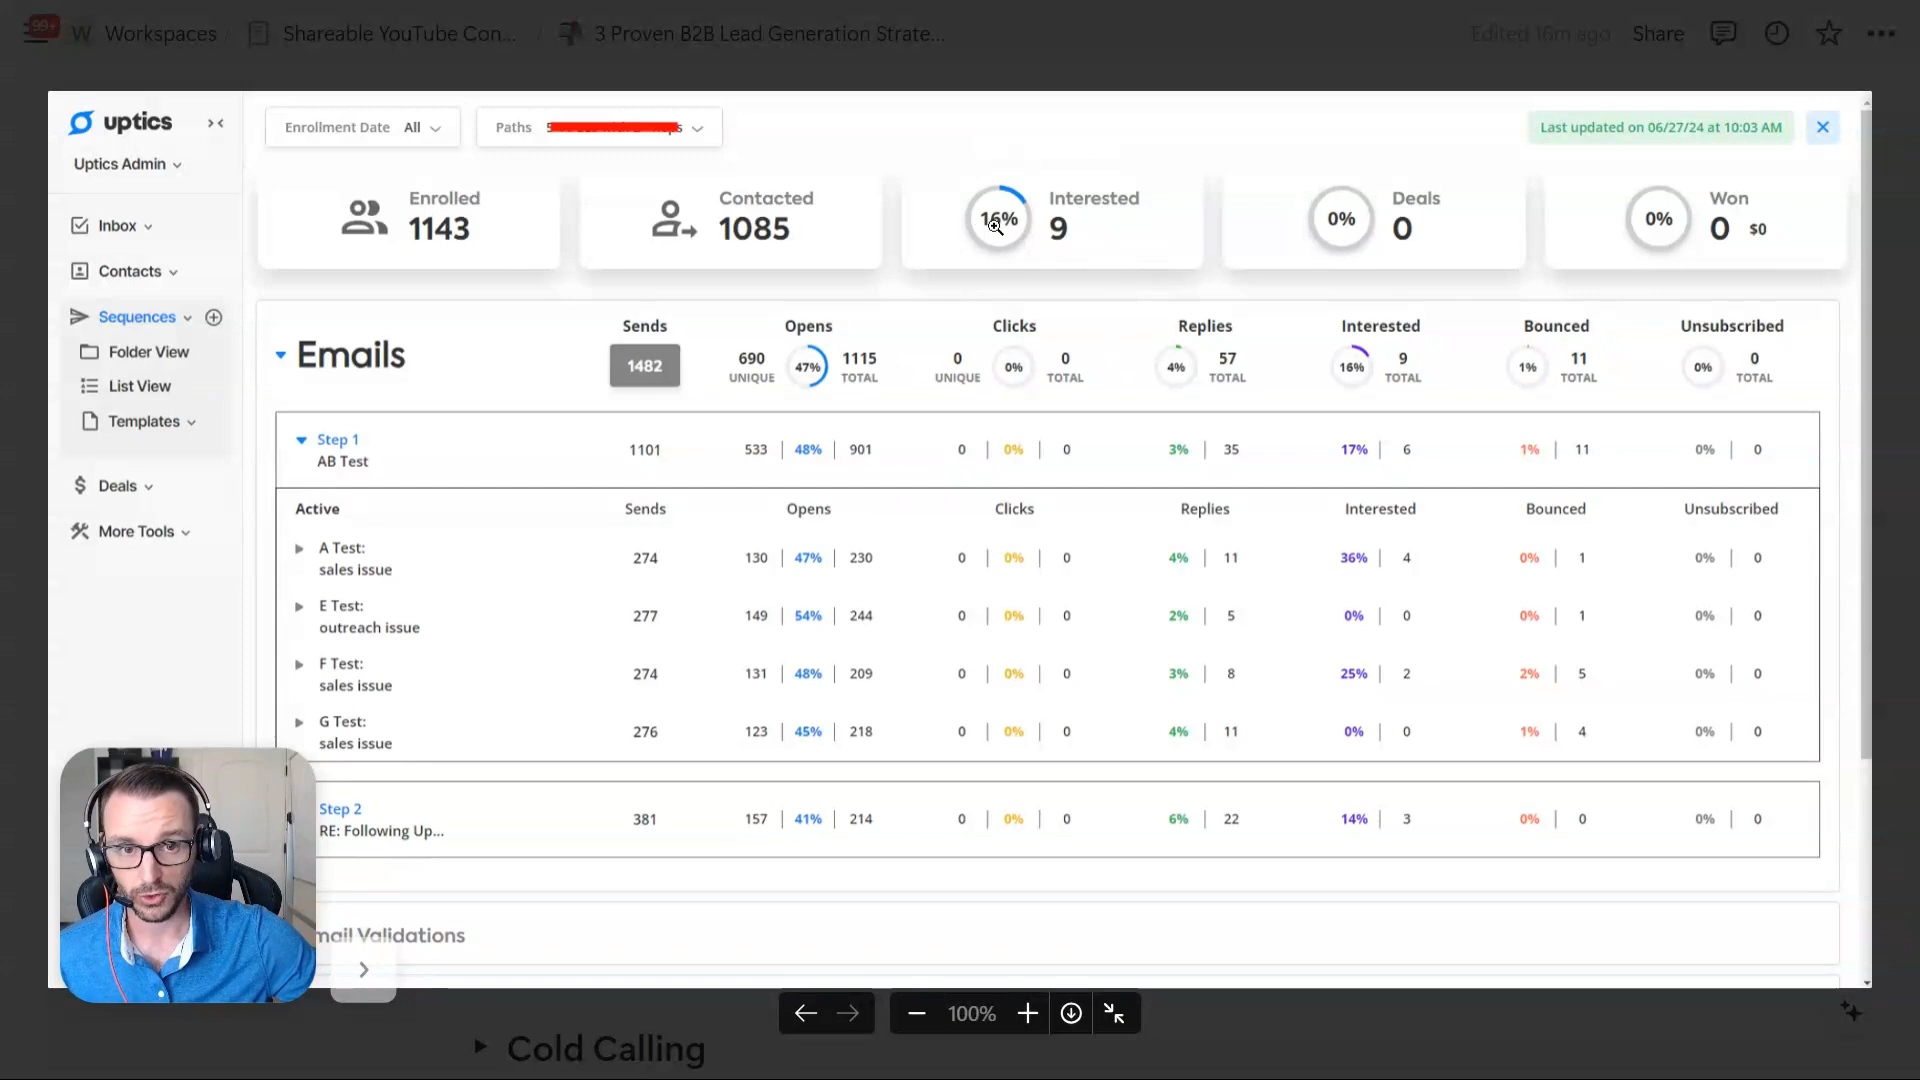 99+
W Workspaces / Shareable YouTube Con... / 3 Proven B2B Lead Generation Strate...
Edited 16m ago Share
uptics
Enrollment Date All
Paths
Last updated on 06/27/24 at 10:03 AM
Uptics Admin
Inbox
Contacts
Sequences
Folder View
List View
Templates
Deals
More Tools
Enrolled
1143
Contacted
1085
16%
Interested
9
0%
Deals
0
0%
Won
0 $0
Emails
Sends Opens Clicks Replies Interested Bounced Unsubscribed
1482 690 UNIQUE 47% 1115 TOTAL 0 UNIQUE 0% 0 TOTAL 4% 57 TOTAL 16% 9 TOTAL 1% 11 TOTAL 0% 0 TOTAL
Step 1
AB Test
1101 533 48% 901 0 0% 0 3% 35 17% 6 1% 11 0% 0
Active Sends Opens Clicks Replies Interested Bounced Unsubscribed
A Test:
sales issue
274 130 47% 230 0 0% 0 4% 11 36% 4 0% 1 0% 0
E Test:
outreach issue
277 149 54% 244 0 0% 0 2% 5 0% 0 0% 1 0% 0
F Test:
sales issue
274 131 48% 209 0 0% 0 3% 8 25% 2 2% 5 0% 0
G Test:
sales issue
276 123 45% 218 0 0% 0 4% 11 0% 0 1% 4 0% 0
Step 2
RE: Following Up...
381 157 41% 214 0 0% 0 6% 22 14% 3 0% 0 0% 0
mail Validations
100%
Cold Calling